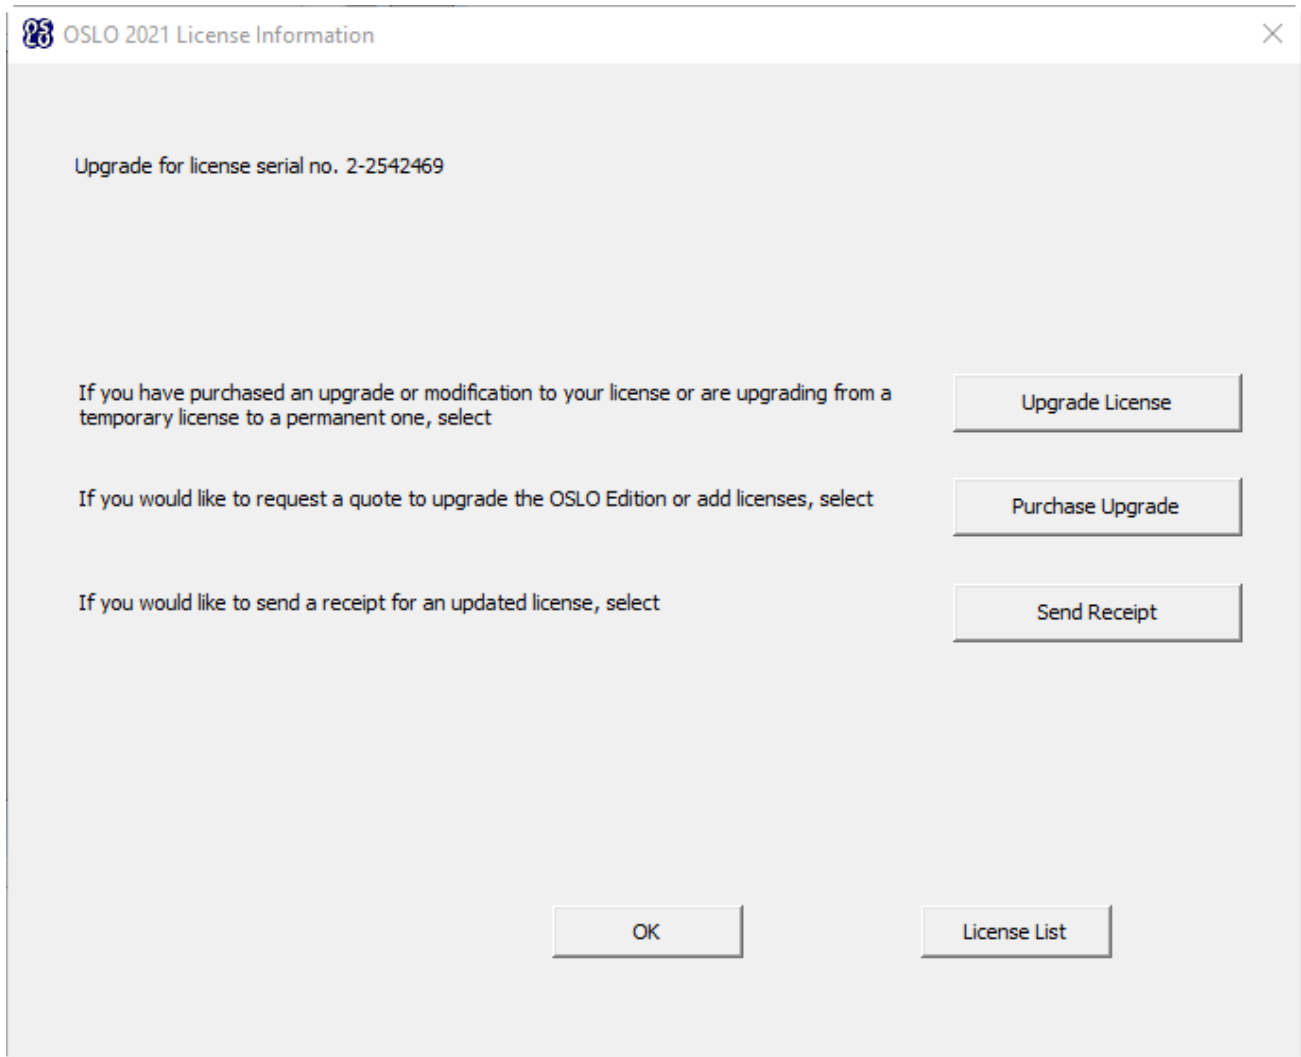 OSLO 2021 License Information
Upgrade for license serial no. 2-2542469
If you have purchased an upgrade or modification to your license or are upgrading from a
temporary license to a permanent one, select
Upgrade License
If you would like to request a quote to upgrade the OSLO Edition or add licenses, select
Purchase Upgrade
If you would like to send a receipt for an updated license, select
Send Receipt
OK
License List